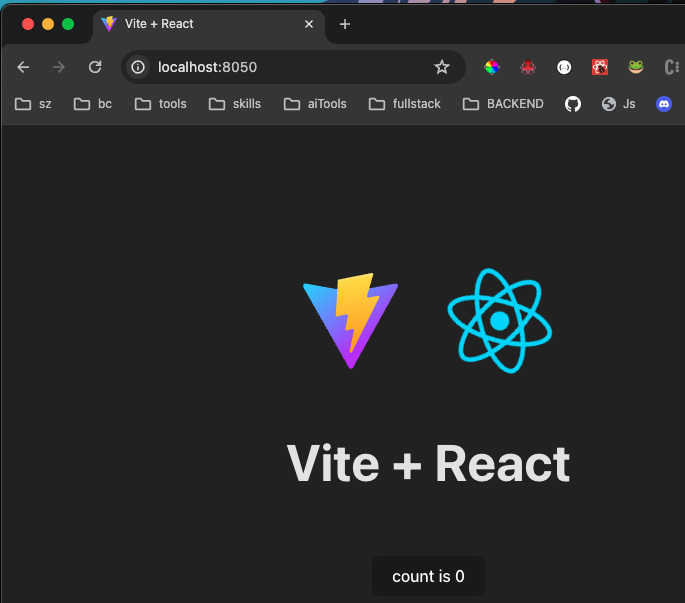 Vite + React
localhost:8050
sz bc tools skills aiTools fullstack BACKEND Js
Vite + React
count is 0